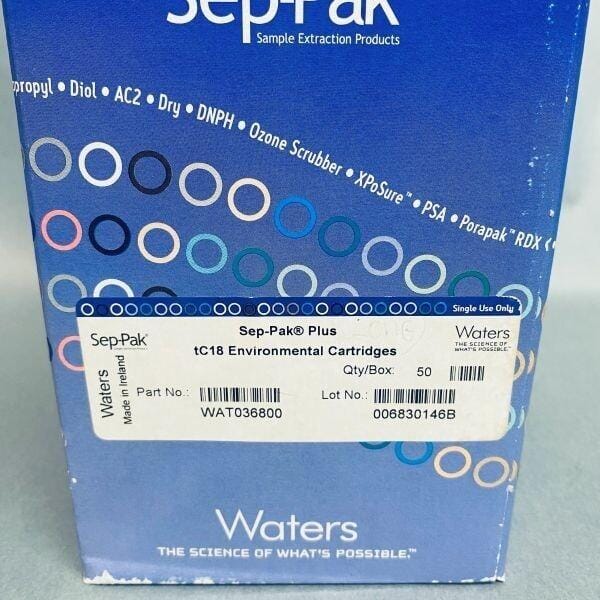 Sep-Pak
Sample Extraction Products
propyl • Diol • AC2 • Dry • DNPH • Ozone Scrubber • XPoSure™ • PSA • Porapak™ RDX
Single Use Only
Sep-Pak®
Sep-Pak® Plus
tC18 Environmental Cartridges
Waters
THE SCIENCE OF
WHAT'S POSSIBLE.™
Qty/Box: 50
Waters
Made in Ireland
Part No.:
WAT036800
Lot No.:
006830146B
Waters
THE SCIENCE OF WHAT'S POSSIBLE.™